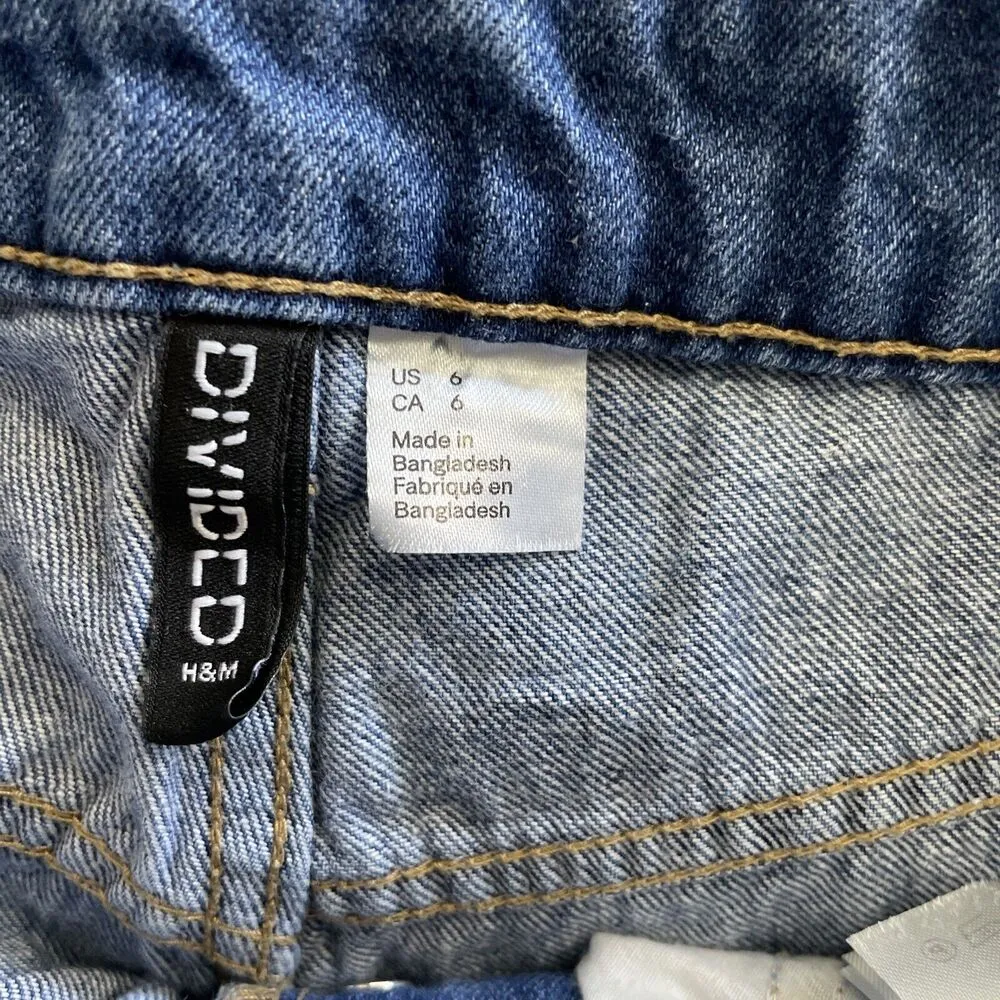 DIVIDED
H&M
US 6
CA 6
Made in
Bangladesh
Fabriqué en
Bangladesh